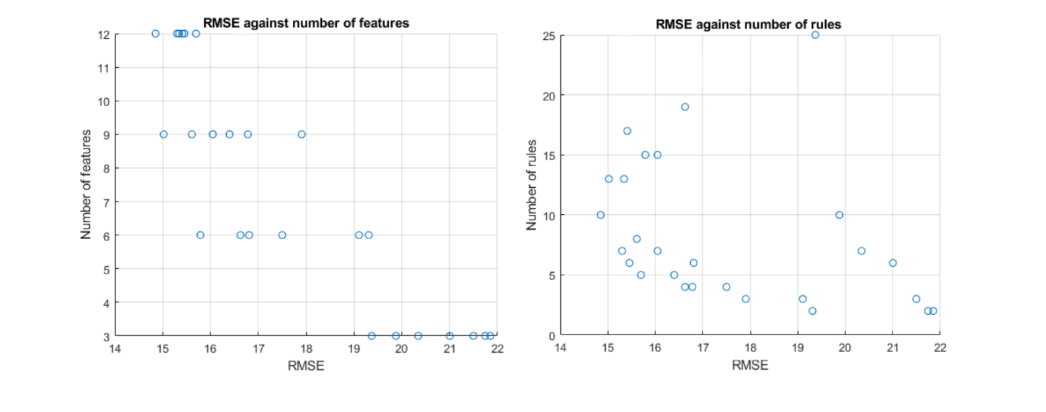 RMSE against number of features
12
11
10
9
8
7
6
5
4
3
Number of features
14 15 16 17 18 19 20 21 22
RMSE
RMSE against number of rules
25
20
15
10
5
0
Number of rules
14 15 16 17 18 19 20 21 22
RMSE